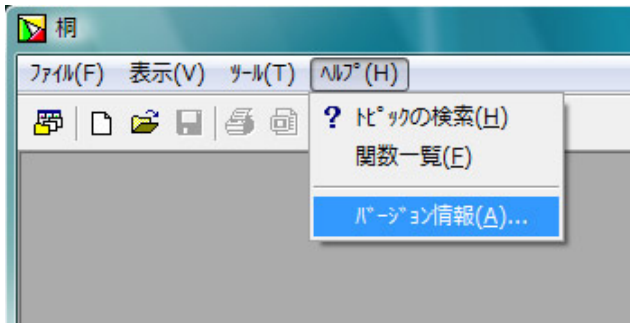 桐
ﾌｧｲﾙ(F) 表示(V) ﾂｰﾙ(T) ﾍﾙﾌﾟ(H)
? ﾄﾋﾟｯｸの検索(H)
関数一覧(F)
ﾊﾞｰｼﾞｮﾝ情報(A)...